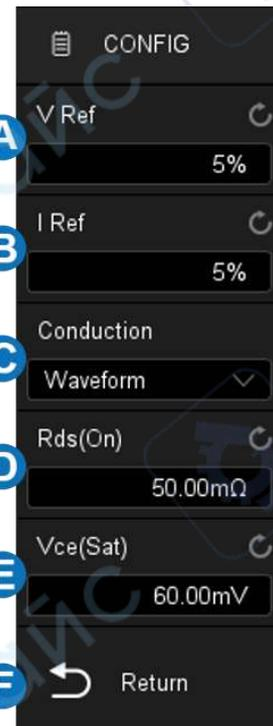 CONFIG
A
V Ref
5%
B
I Ref
5%
C
Conduction
Waveform
D
Rds(On)
50.00mΩ
E
Vce(Sat)
60.00mV
F
Return